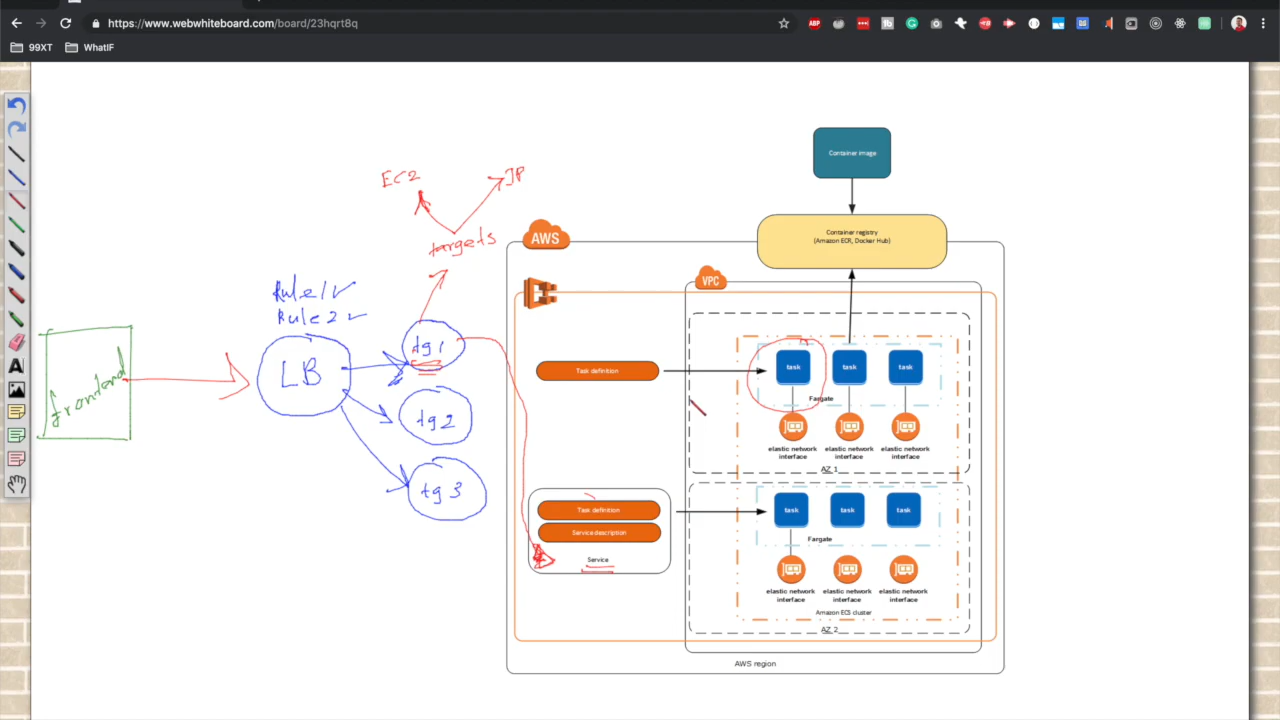 https://www.webwhiteboard.com/board/23hqrt8q
99XT
WhatIF
Container image
Container registry
(Amazon ECR, Docker Hub)
AWS
VPC
EC2
IP
targets
Rule1
Rule2
frontend
LB
tg1
tg2
tg3
Task definition
task
task
task
Fargate
elastic network
interface
elastic network
interface
elastic network
interface
AZ 1
Task definition
Service description
Service
task
task
task
Fargate
elastic network
interface
elastic network
interface
elastic network
interface
Amazon ECS cluster
AZ 2
AWS region
ABP
A